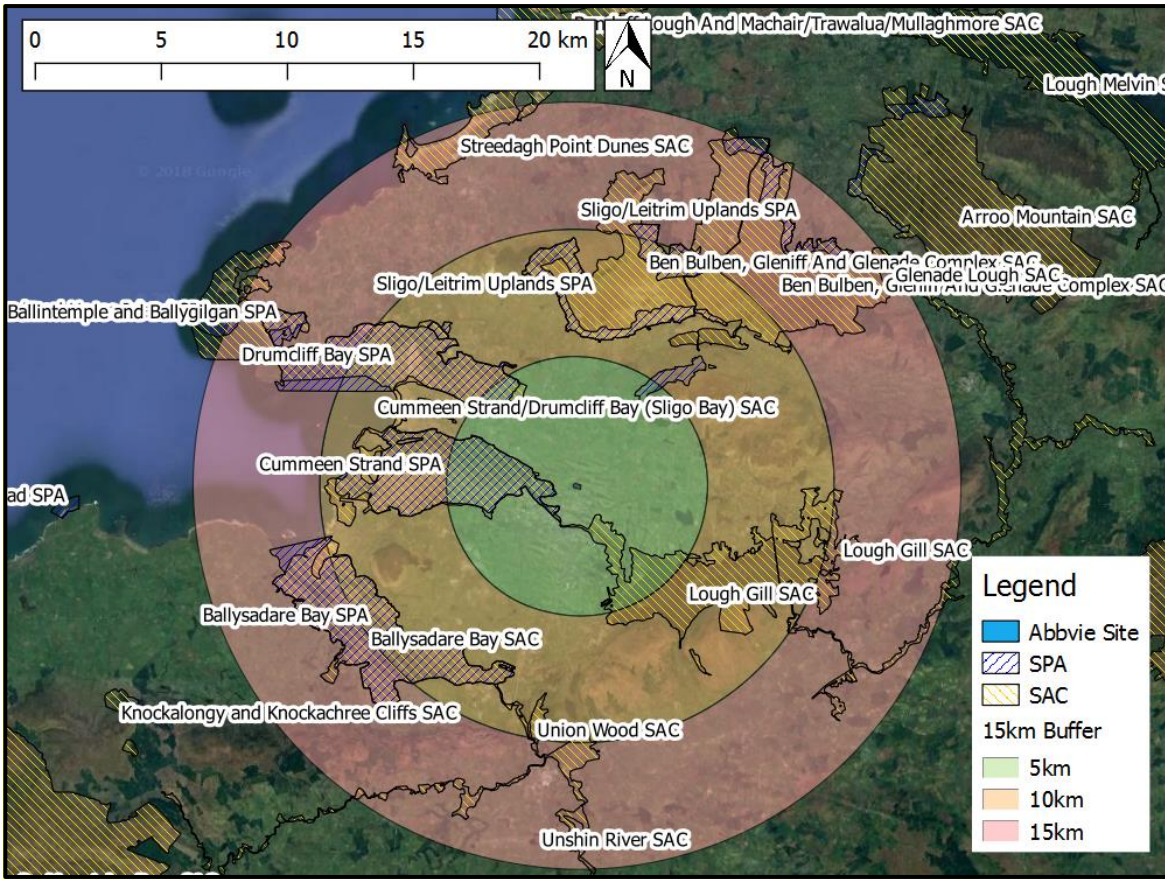 0 5 10 15 20 km
N
Lough And Machair/Trawalua/Mullaghmore SAC
Lough Melvin S
Streedagh Point Dunes SAC
© 2018 Google
Sligo/Leitrim Uplands SPA
Arroo Mountain SAC
Ben Bulben, Gleniff And Glenade Complex SAC
Glenade Lough SAC
Sligo/Leitrim Uplands SPA
Ben Bulben, Gleniff And Glenade Complex SAC
Ballintemple and Ballygilgan SPA
Drumcliff Bay SPA
Cummeen Strand/Drumcliff Bay (Sligo Bay) SAC
Cummeen Strand SPA
ad SPA
Lough Gill SAC
Lough Gill SAC
Ballysadare Bay SPA
Ballysadare Bay SAC
Knockalongy and Knockachree Cliffs SAC
Union Wood SAC
Unshin River SAC
Legend
Abbvie Site
SPA
SAC
15km Buffer
5km
10km
15km